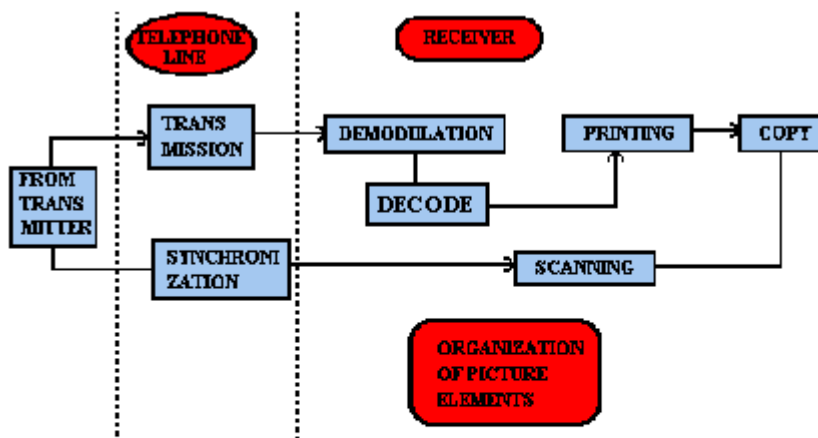 TELEPHONE
LINE
RECEIVER
TRANS
MISSION
DEMODULATION
PRINTING
COPY
FROM
TRANS
MITTER
DECODE
SYNCHRONI
ZATION
SCANNING
ORGANIZATION
OF PICTURE
ELEMENTS